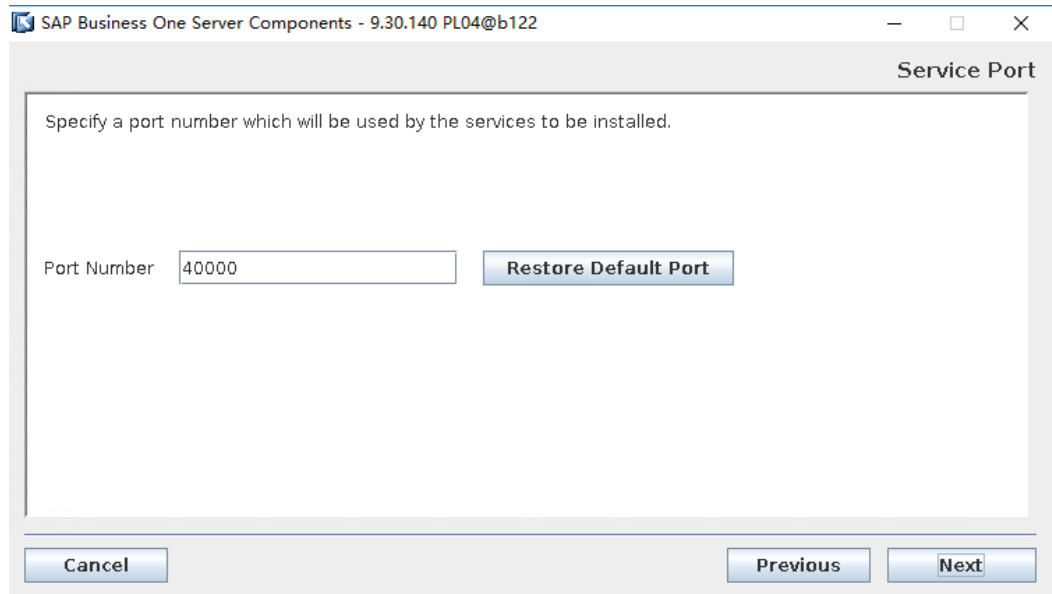 SAP Business One Server Components - 9.30.140 PL04@b122
Service Port
Specify a port number which will be used by the services to be installed.
Port Number 40000 Restore Default Port
Cancel Previous Next